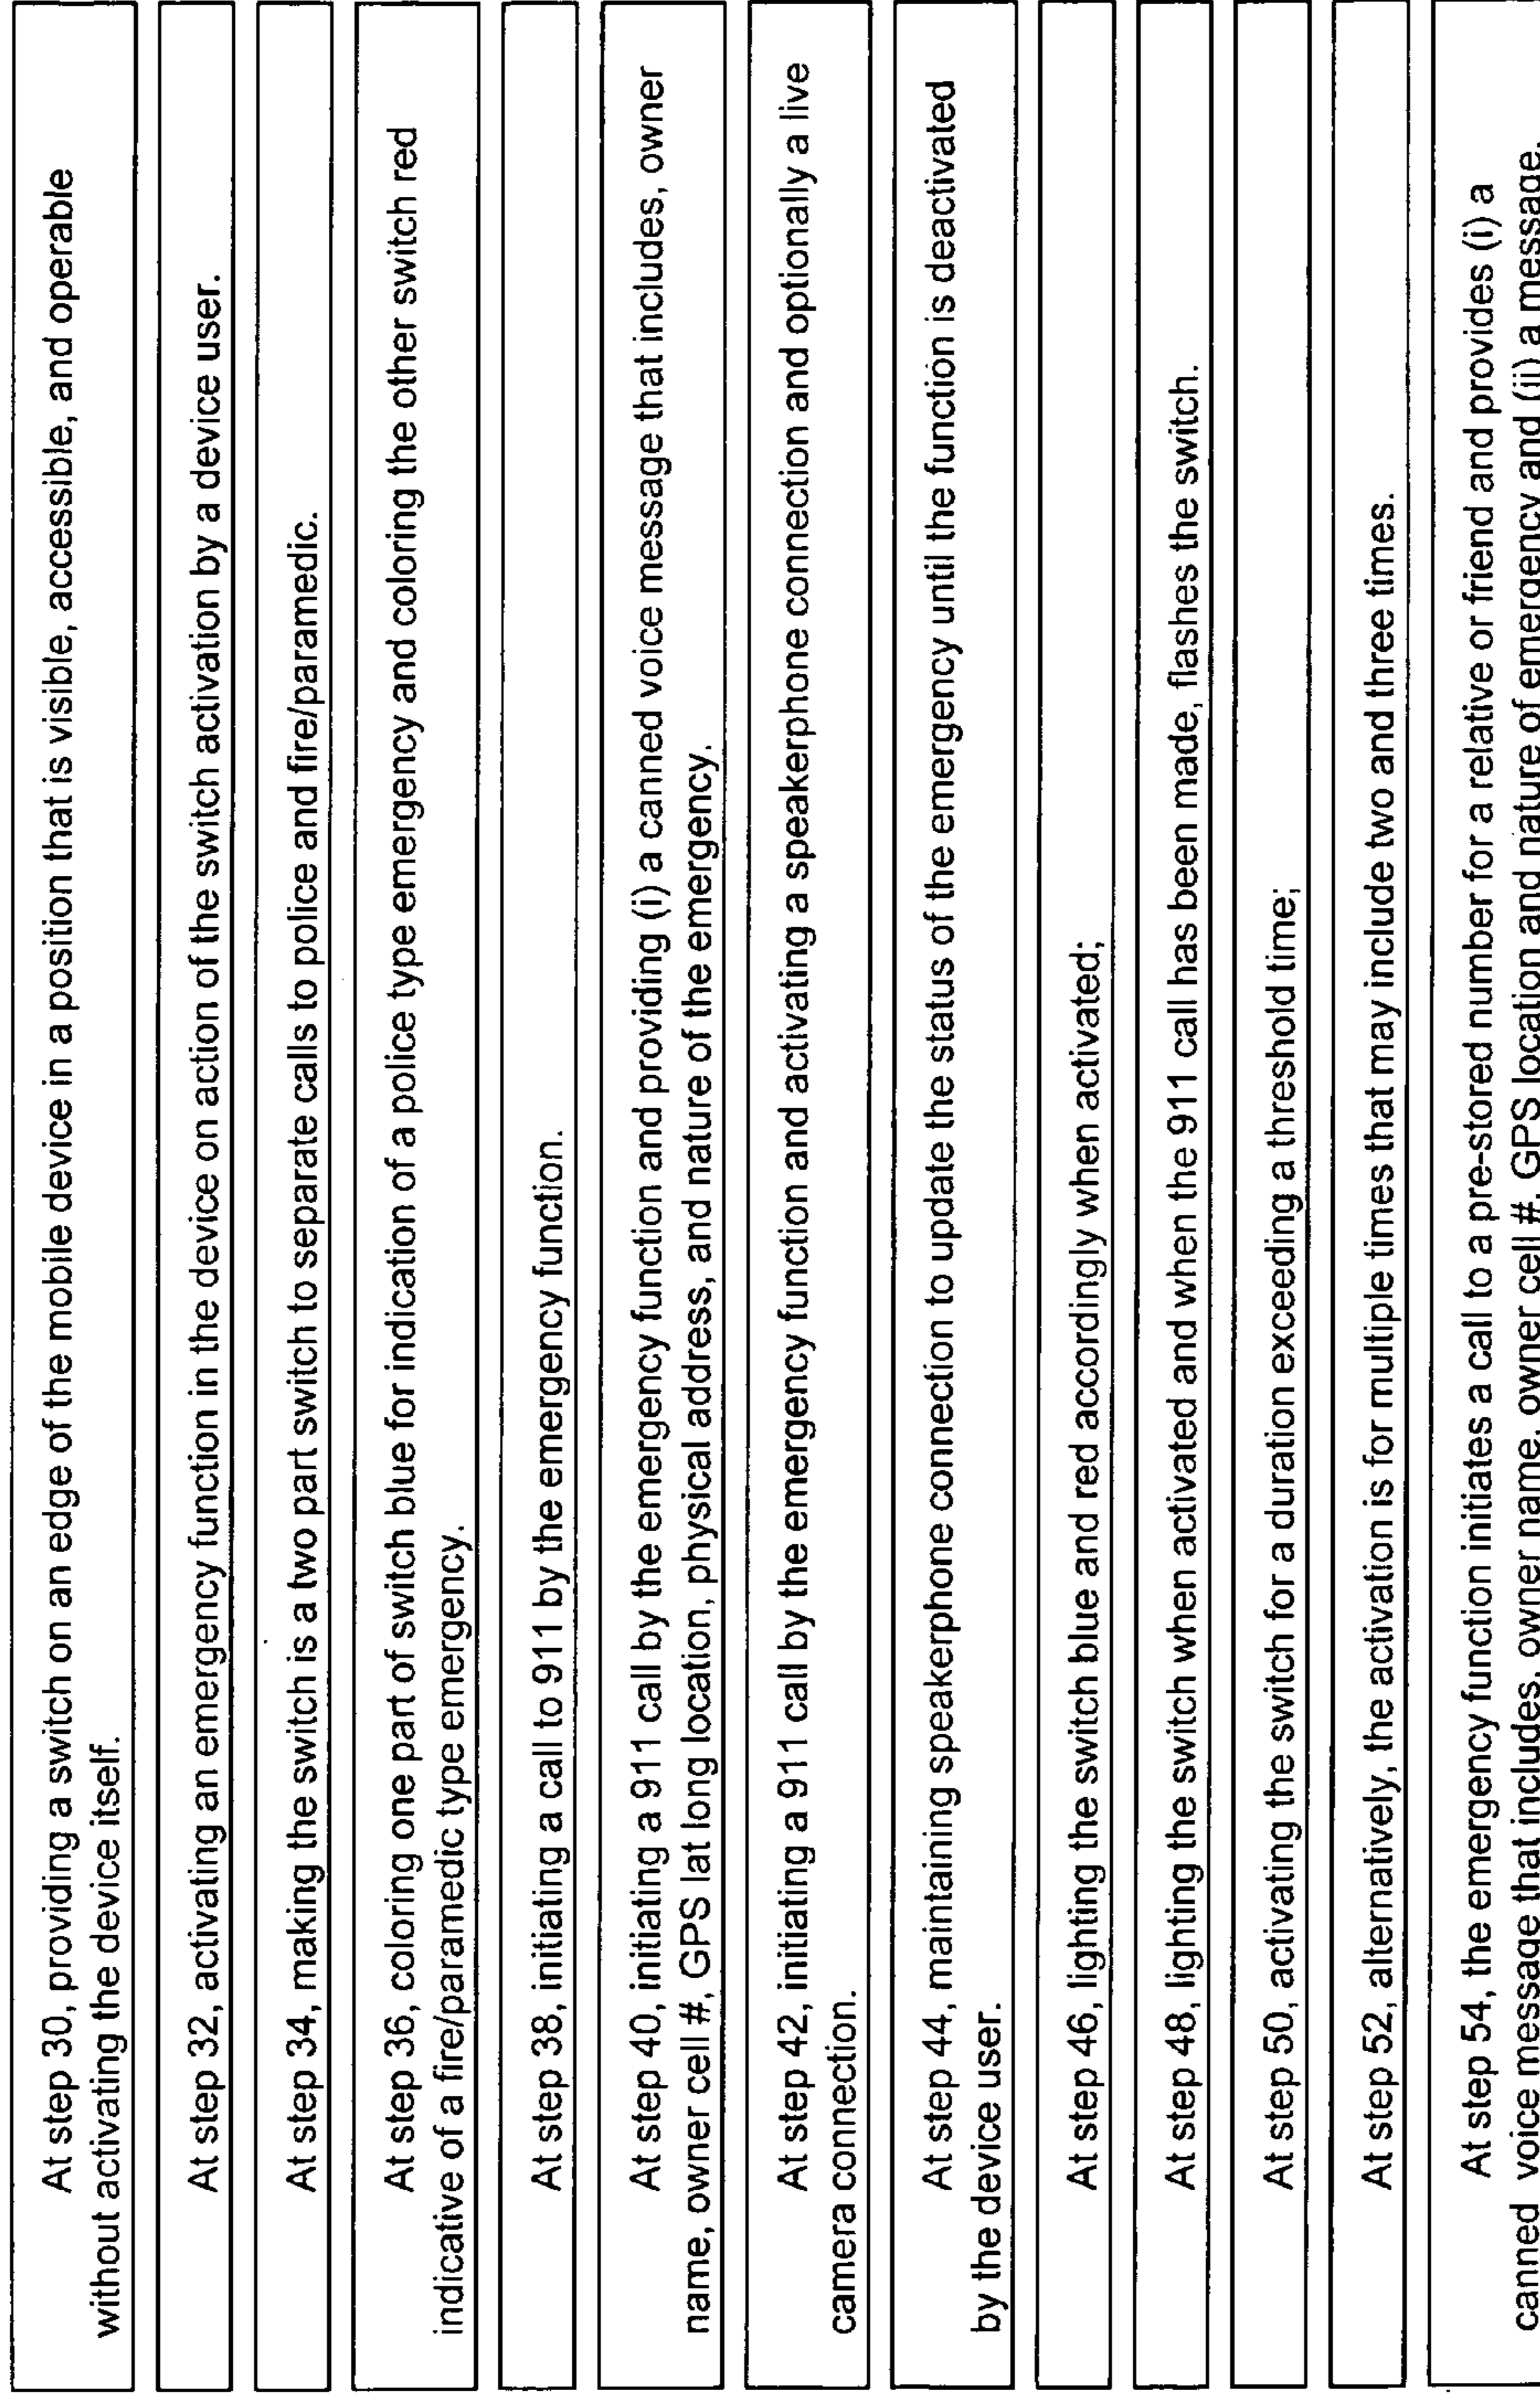 At step 30, providing a switch on an edge of the mobile device in a position that is visible, accessible, and operable
without activating the device itself.
At step 32, activating an emergency function in the device on action of the switch activation by a device user.
At step 34, making the switch is a two part switch to separate calls to police and fire/paramedic.
At step 36, coloring one part of switch blue for indication of a police type emergency and coloring the other switch red
indicative of a fire/paramedic type emergency.
At step 38, initiating a call to 911 by the emergency function.
At step 40, initiating a 911 call by the emergency function and providing (i) a canned voice message that includes, owner
name, owner cell #, GPS lat long location, physical address, and nature of the emergency.
At step 42, initiating a 911 call by the emergency function and activating a speakerphone connection and optionally a live
camera connection.
At step 44, maintaining speakerphone connection to update the status of the emergency until the function is deactivated
by the device user.
At step 46, lighting the switch blue and red accordingly when activated;
At step 48, lighting the switch when activated and when the 911 call has been made, flashes the switch.
At step 50, activating the switch for a duration exceeding a threshold time;
At step 52, alternatively, the activation is for multiple times that may include two and three times.
At step 54, the emergency function initiates a call to a pre-stored number for a relative or friend and provides (i) a
canned voice message that includes, owner name, owner cell #, GPS location and nature of emergency and (ii) a message.